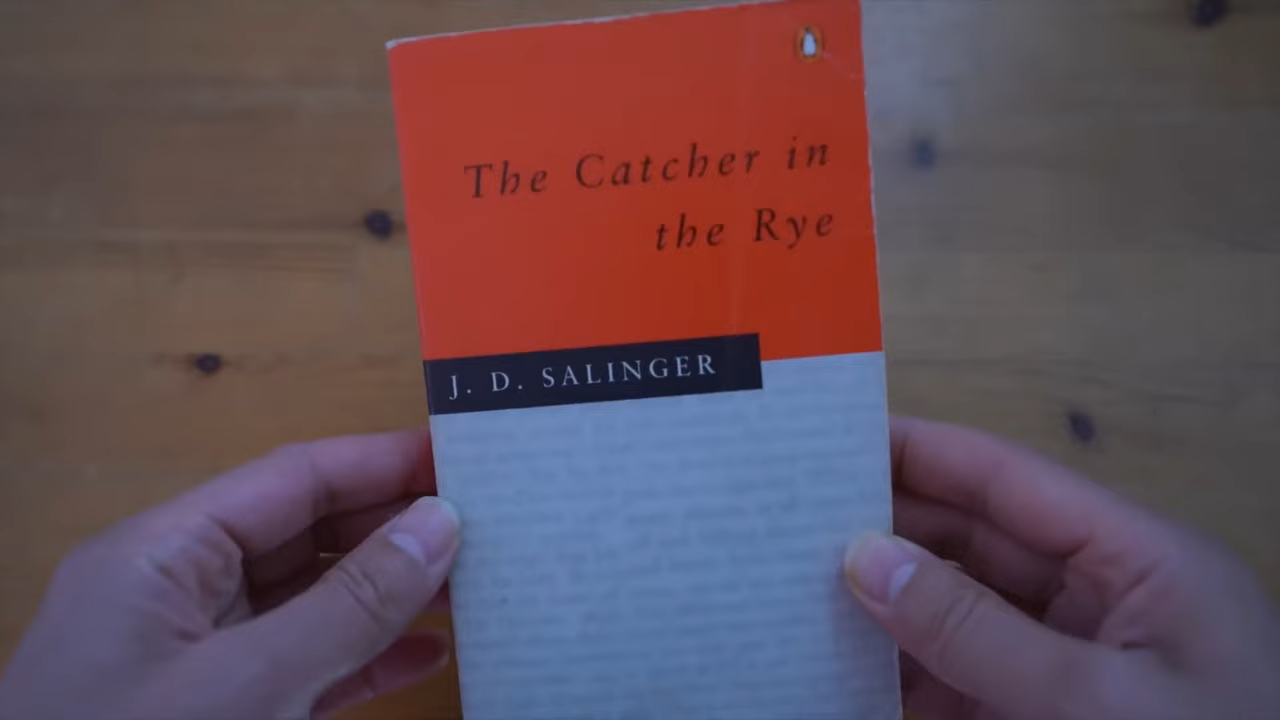 The Catcher in
the Rye
J. D. SALINGER